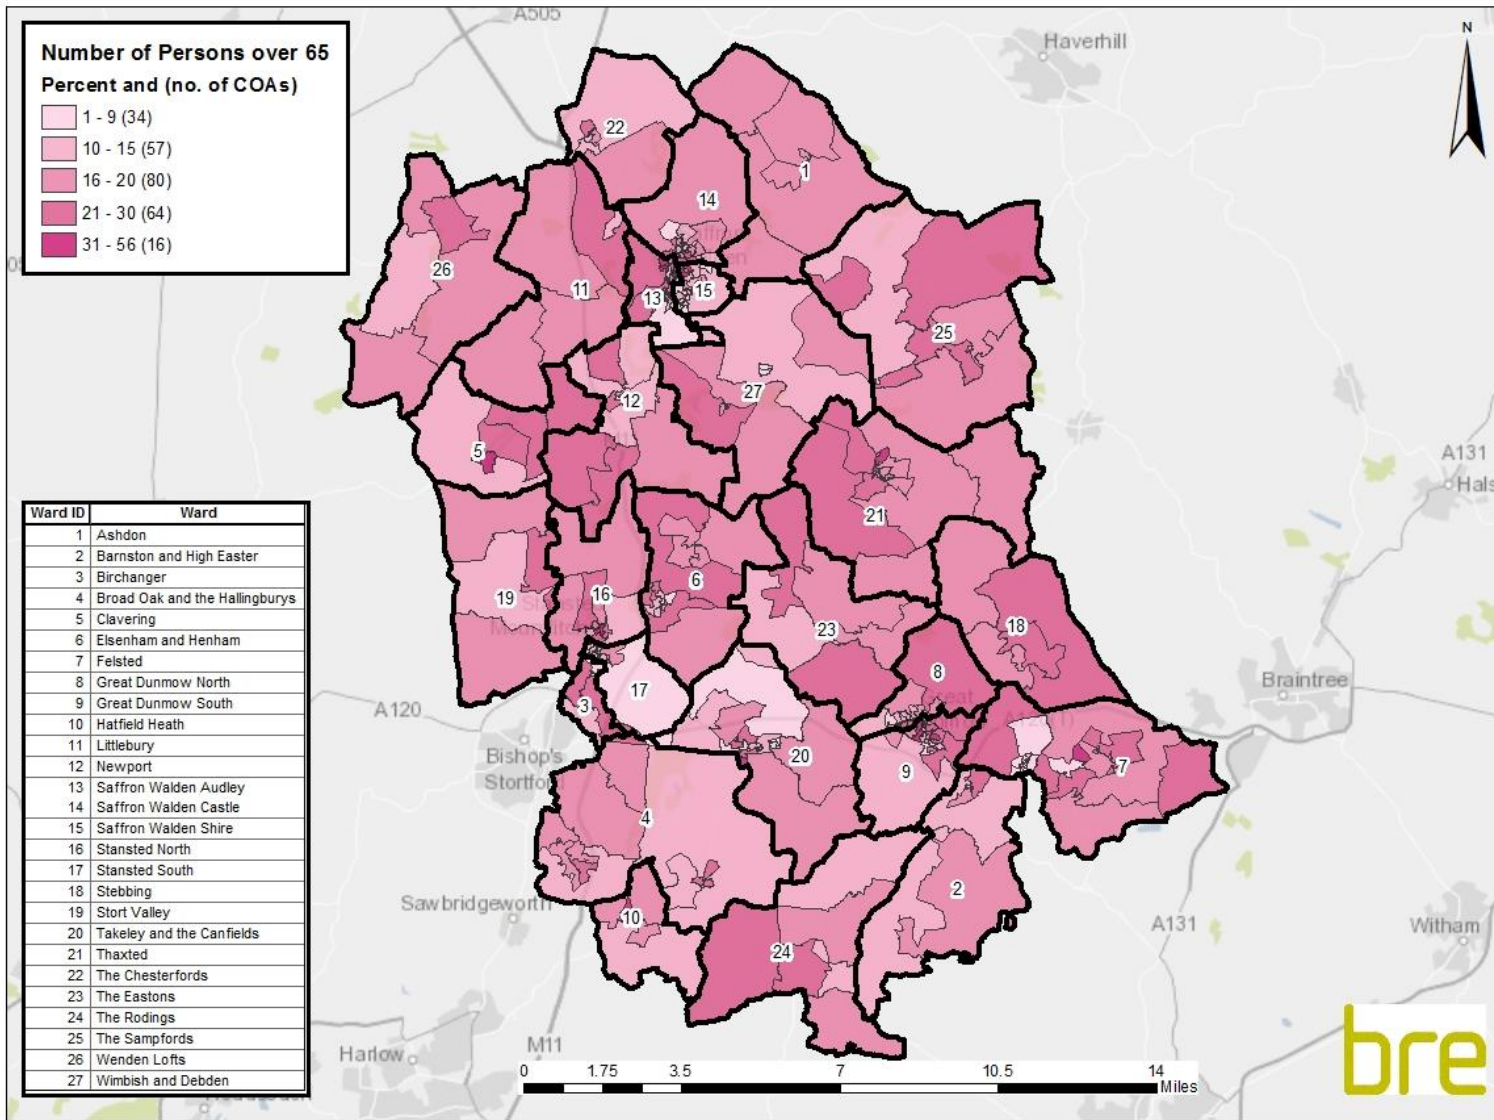 A505
Number of Persons over 65
Percent and (no. of COAs)
1 - 9 (34)
10 - 15 (57)
16 - 20 (80)
21 - 30 (64)
31 - 56 (16)
Haverhill
N
22
1
14
26
11
13
15
25
27
12
5
A131
21
Ward ID Ward
1 Ashdon
2 Barnston and High Easter
3 Birchanger
4 Broad Oak and the Hallingburys
5 Clavering
6 Elsenham and Henham
7 Felsted
8 Great Dunmow North
9 Great Dunmow South
10 Hatfield Heath
11 Littlebury
12 Newport
13 Saffron Walden Audley
14 Saffron Walden Castle
15 Saffron Walden Shire
16 Stansted North
17 Stansted South
18 Stebbing
19 Stort Valley
20 Takeley and the Canfields
21 Thaxted
22 The Chesterfords
23 The Eastons
24 The Rodings
25 The Sampfords
26 Wenden Lofts
27 Wimbish and Debden
6
19
16
23
18
8
Great
Braintree
17
3
A120
Bishop's
Stortford
20
9
7
4
2
Sawbridgeworth
10
24
A131
Witham
M11
Harlow
0 1.75 3.5 7 10.5 14
Miles
bre